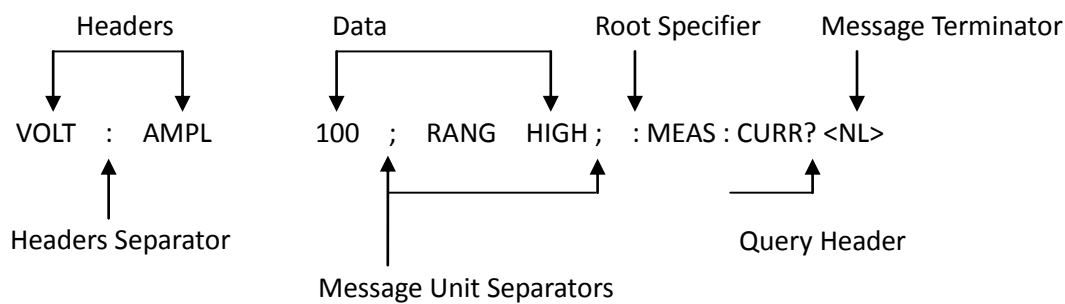 Headers Data Root Specifier Message Terminator
VOLT : AMPL 100 ; RANG HIGH ; : MEAS : CURR? <NL>
Headers Separator Query Header
Message Unit Separators